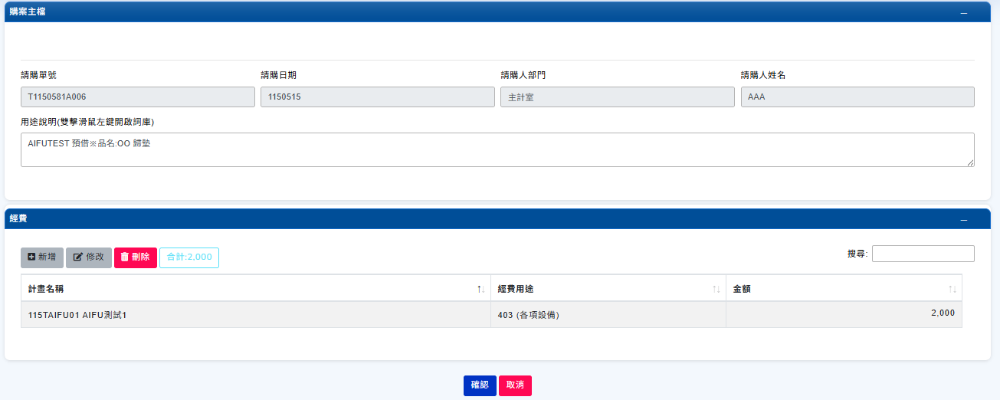 購案主檔
請購單號 請購日期 請購人部門 請購人姓名
T1150581A006 1150515 主計室 AAA
用途說明(雙擊滑鼠左鍵開啟詞庫)
AIFUTEST 預借※品名:OO 歸墊
經費
新增 修改 刪除 合計:2,000 搜尋:
計畫名稱 經費用途 金額
115TAIFU01 AIFU測試1 403 (各項設備) 2,000
確認 取消